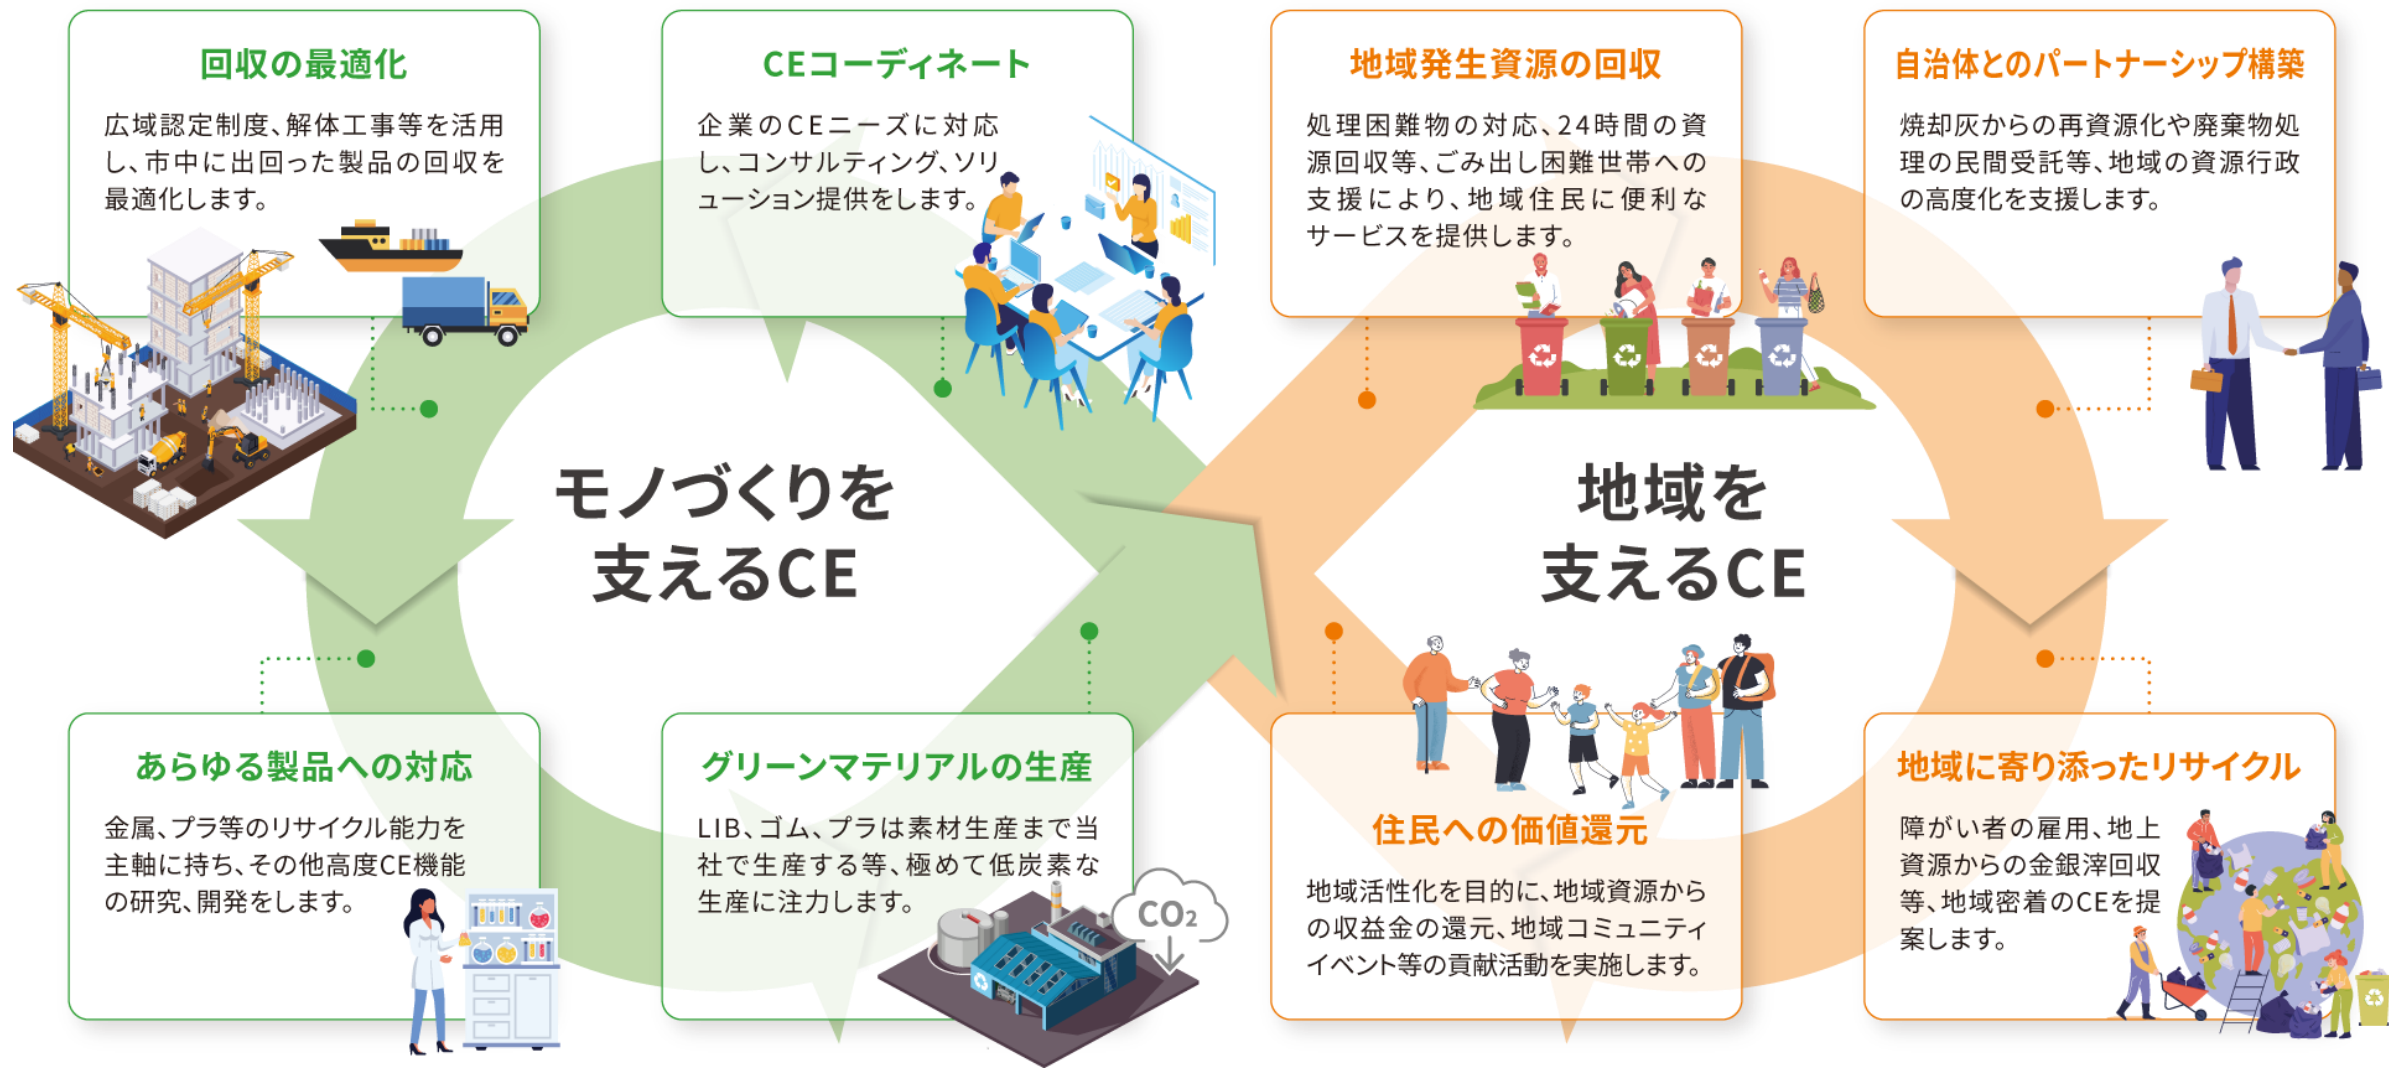 回収の最適化
広域認定制度、解体工事等を活用
し、市中に出回った製品の回収を
最適化します。
CEコーディネート
企業のCEニーズに対応
し、コンサルティング、ソリ
ューション提供をします。
地域発生資源の回収
処理困難物の対応、24時間の資
源回収等、ごみ出し困難世帯への
支援により、地域住民に便利な
サービスを提供します。
自治体とのパートナーシップ構築
焼却灰からの再資源化や廃棄物処
理の民間受託等、地域の資源行政
の高度化を支援します。
モノづくりを
支えるCE
地域を
支えるCE
あらゆる製品への対応
金属、プラ等のリサイクル能力を
主軸に持ち、その他高度CE機能
の研究、開発をします。
グリーンマテリアルの生産
LIB、ゴム、プラは素材生産まで当
社で生産する等、極めて低炭素な
生産に注力します。
CO2
住民への価値還元
地域活性化を目的に、地域資源から
の収益金の還元、地域コミュニティ
イベント等の貢献活動を実施します。
地域に寄り添ったリサイクル
障がい者の雇用、地上
資源からの金銀滓回収
等、地域密着のCEを提
案します。